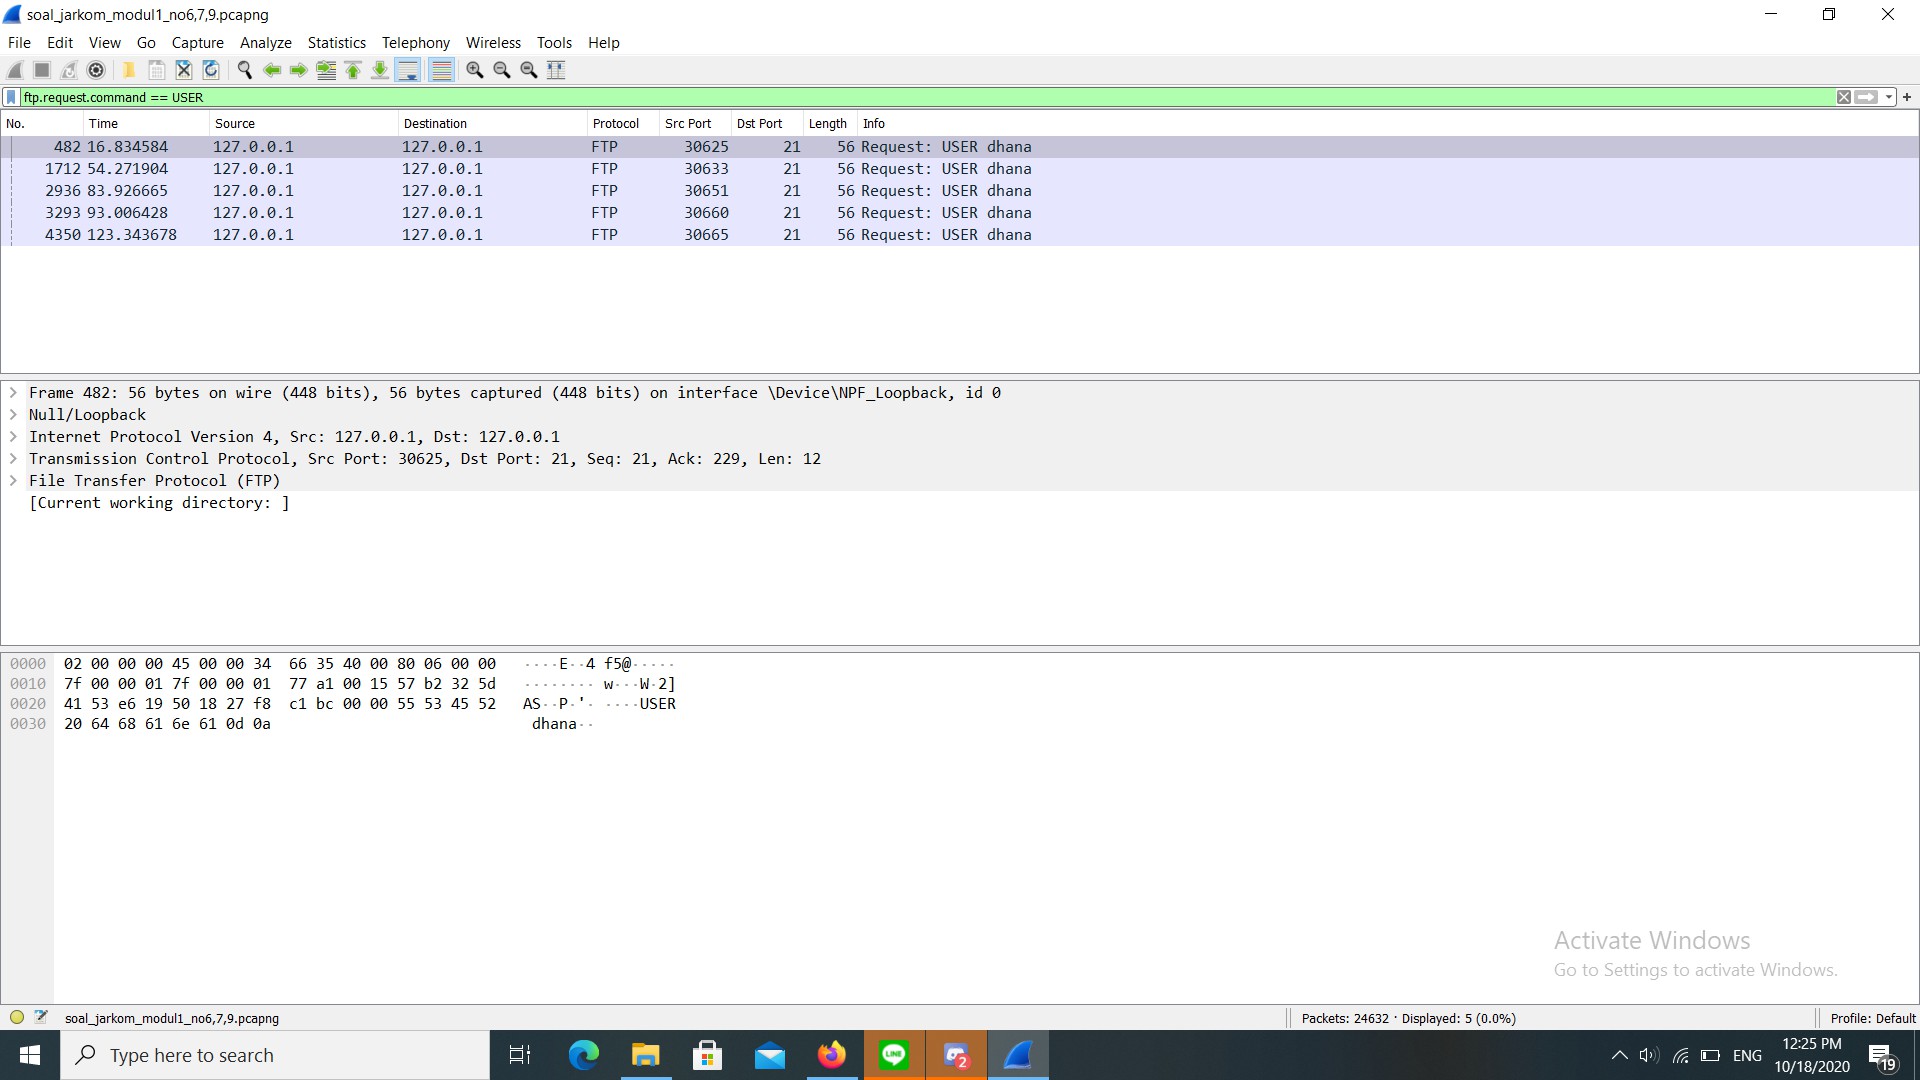 soal_jarkom_modul1_no6,7,9.pcapng
File Edit View Go Capture Analyze Statistics Telephony Wireless Tools Help
ftp.request.command == USER
No. Time Source Destination Protocol Src Port Dst Port Length Info
482 16.834584 127.0.0.1 127.0.0.1 FTP 30625 21 56 Request: USER dhana
1712 54.271904 127.0.0.1 127.0.0.1 FTP 30633 21 56 Request: USER dhana
2936 83.926665 127.0.0.1 127.0.0.1 FTP 30651 21 56 Request: USER dhana
3293 93.006428 127.0.0.1 127.0.0.1 FTP 30660 21 56 Request: USER dhana
4350 123.343678 127.0.0.1 127.0.0.1 FTP 30665 21 56 Request: USER dhana
Frame 482: 56 bytes on wire (448 bits), 56 bytes captured (448 bits) on interface \Device\NPF_Loopback, id 0
Null/Loopback
Internet Protocol Version 4, Src: 127.0.0.1, Dst: 127.0.0.1
Transmission Control Protocol, Src Port: 30625, Dst Port: 21, Seq: 21, Ack: 229, Len: 12
File Transfer Protocol (FTP)
[Current working directory: ]
0000 02 00 00 00 45 00 00 34 66 35 40 00 80 06 00 00 ····E··4 f5@·····
0010 7f 00 00 01 7f 00 00 01 77 a1 00 15 57 b2 32 5d ········ w···W·2]
0020 41 53 e6 19 50 18 27 f8 c1 bc 00 00 55 53 45 52 AS··P·'· ····USER
0030 20 64 68 61 6e 61 0d 0a dhana··
Activate Windows
Go to Settings to activate Windows.
soal_jarkom_modul1_no6,7,9.pcapng Packets: 24632 · Displayed: 5 (0.0%) Profile: Default
Type here to search LINE 2 ENG 12:25 PM 19
10/18/2020